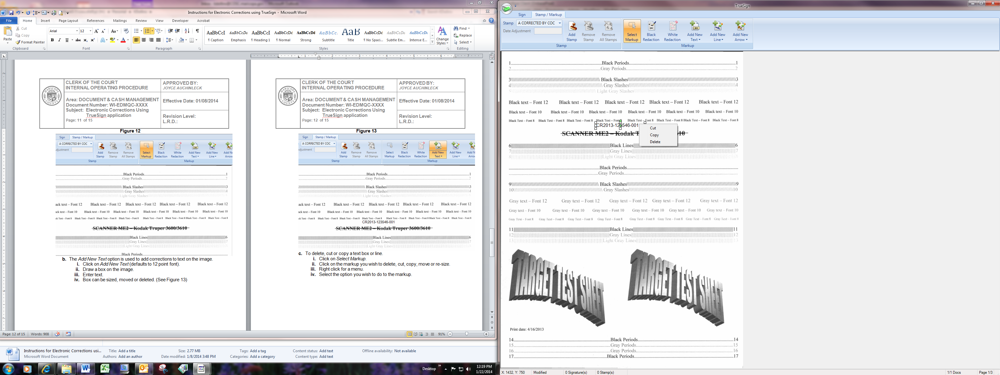 Instructions for Electronic Corrections using TrueSign - Microsoft Word
File Home Insert Page Layout References Mailings Review View Developer Acrobat
Paste
Cut
Copy
Format Painter
Clipboard
Arial 12
Font
Paragraph
AaBbCcI AaBbCcDc AaBbCcI AaBbCcDc AaBbCcDd AaBbCc. AaB AaBbCcDd AaBbCcDd AaBbCcDc
¶ Caption Emphasis ¶ Heading 1 ¶ Normal Strong Subtitle Title ¶ No Spaci... Subtle Em... Intense E...
Change Styles
Styles
Find
Replace
Select
Editing
CLERK OF THE COURT
INTERNAL OPERATING PROCEDURE
APPROVED BY:
JOYCE AUCHINLECK
MARICOPA COUNTY
Area: DOCUMENT & CASH MANAGEMENT
Document Number: WI-EDMQC-XXXX
Subject: Electronic Corrections Using
TrueSign application
Page: 11 of 15
Effective Date: 01/08/2014
Revision Level:
L.R.D.:
Figure 12
Sign Stamp / Markup
A CORRECTED BY COC
djustment
Add Stamp Remove Stamp Remove All Stamps Select Markup Black Redaction White Redaction Add New Text Add New Line Add N Arrow
Stamp Markup
Black Periods 1
Gray Periods 2
Black Slashes 3
Gray Slashes 4
Light Gray Slashes
ack text – Font 12 Black text – Font 12 Black text – Font 12 Black text – Font 12 Black text – Font 12
ack text – Font 10 Black text – Font 10 Black text – Font 10 Black text – Font 10 Black text – Font 10 Black text – Font 10
ack Text – Font 8 Black Text – Font 8 Black Text – Font 8 Black Text – Font 8 Black Text – Font 8 Black Text – Font 8 Black Text – Font 8 Black Text – Font 8
SCANNER ME2 – Kodak Truper 3600/3610
Black Lines 6
Gray Lines 7
Light Gray Lines
Black Periods
b. The Add New Text option is used to add corrections to text on the image.
i. Click on Add New Text (defaults to 12 point font).
ii. Draw a box on the image.
iii. Enter text.
iv. Box can be sized, moved or deleted. (See Figure 13)
CLERK OF THE COURT
INTERNAL OPERATING PROCEDURE
APPROVED BY:
JOYCE AUCHINLECK
MARICOPA COUNTY
Area: DOCUMENT & CASH MANAGEMENT
Document Number: WI-EDMQC-XXXX
Subject: Electronic Corrections Using
TrueSign application
Page: 12 of 15
Effective Date: 01/08/2014
Revision Level:
L.R.D.:
Figure 13
Sign Stamp / Markup
A CORRECTED BY COC
djustment
Add Stamp Remove Stamp Remove All Stamps Select Markup Black Redaction White Redaction Add New Text Add New Line Add N Arrow
Stamp Markup
Black Periods 1
Gray Periods 2
Black Slashes 3
Gray Slashes 4
Light Gray Slashes
ack text – Font 12 Black text – Font 12 Black text – Font 12 Black text – Font 12 Black text – Font 12
ack text – Font 10 Black text – Font 10 Black text – Font 10 Black text – Font 10 Black text – Font 10 Black text – Font 10
ack Text – Font 8 Black Text – Font 8 Black Text – Font 8 Black Text – Font 8 Black Text – Font 8 Black Text – Font 8 Black Text – Font 8 Black Text – Font 8
CR2013-123546-001
SCANNER ME2 – Kodak Truper 3600/3610
Black Lines 6
Gray Lines 7
Light Gray Lines
c. To delete, cut or copy a text box or line.
i. Click on Select Markup.
ii. Click on the markup you wish to delete, cut, copy, move or re-size.
iii. Right click for a menu.
iv. Select the option you wish to do to the markup.
Page: 12 of 15 Words: 908 91%
Instructions for Electronic Corrections usi... Title: Add a title Size: 2.77 MB Tags: Add a tag Content status: Add text Offline availability: Not available
Microsoft Word Document Authors: Add an author Date modified: 1/8/2014 3:48 PM Categories: Add a category Content type: Add text
Desktop 12:19 PM
1/22/2014
TrueSign
Sign Stamp / Markup
Stamp A CORRECTED BY COC
Date Adjustment
Add Stamp Remove Stamp Remove All Stamps Select Markup Black Redaction White Redaction Add New Text Add New Line Add New Arrow
Stamp Markup
1 Black Periods 1
2 Gray Periods 2
3 Black Slashes 3
4 Gray Slashes 4
5 Light Gray Slashes 5
Black text – Font 12 Black text – Font 12 Black text – Font 12 Black text – Font 12 Black text – Font 12
Black text – Font 10 Black text – Font 10 Black text – Font 10 Black text – Font 10 Black text – Font 10 Black text – Font 10
Black Text – Font 8 Black Text – Font 8 Black Text – Font 8 Black Text – Font 8 Black Text – Font 8 Black Text – Font 8 Black Text – Font 8 Black Text – Font 8
CR2013-123546-001
SCANNER ME2 – Kodak T 10
Cut
Copy
Delete
6 Black Lines 6
7 Gray Lines 7
8 Light Gray Lines 8
Black Periods
Gray Periods
9 Black Slashes 9
10 Gray Slashes 10
Gray text – Font 12 Gray text – Font 12 Gray text – Font 12 Gray text – Font 12 Gray text – Font 12
Gray text – Font 10 Gray text – Font 10 Gray text – Font 10 Gray text – Font 10 Gray text – Font 10 Gray text – Font 10
Gray text – Font 8 Gray text – Font 8 Gray text – Font 8 Gray text – Font 8 Gray text – Font 8 Gray text – Font 8 Gray text – Font 8 Gray text – Font 8
11 Black Lines 11
12 Gray Lines 12
13 Light Gray Lines 13
TARGET TEST SHEET TARGET TEST SHEET
Print date: 4/16/2013
14 Black Periods 14
15 Gray Periods 15
16 Gray Periods 16
17 Black Periods 17
X: 1432, Y: 750 Modified 0 Signature(s) 0 Stamp(s) 1/1 Docs Page 1/3